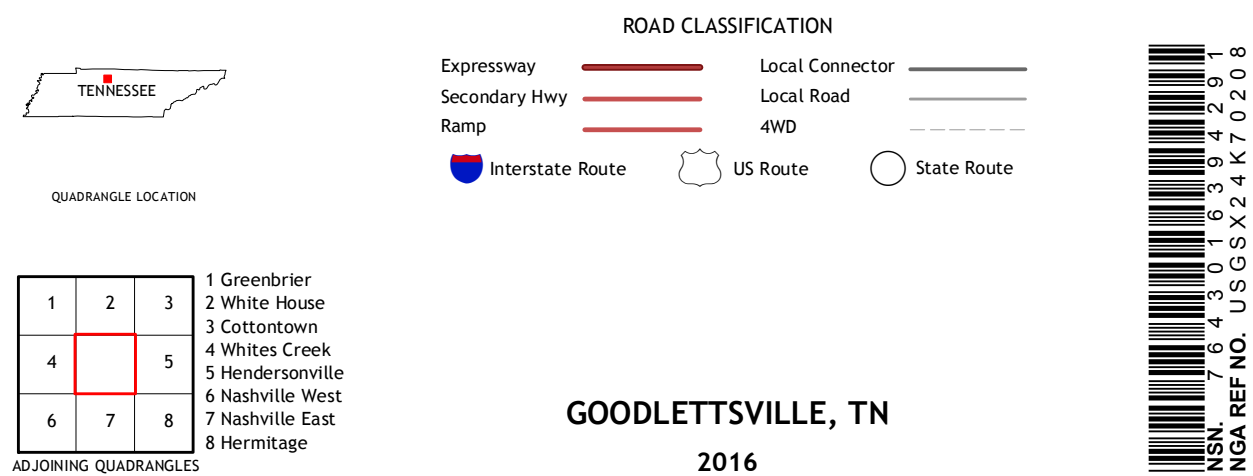 ROAD CLASSIFICATION
Expressway
Secondary Hwy
Ramp
Local Connector
Local Road
4WD
Interstate Route
US Route
State Route
TENNESSEE
QUADRANGLE LOCATION
1 2 3
4 5
6 7 8
1 Greenbrier
2 White House
3 Cottontown
4 Whites Creek
5 Hendersonville
6 Nashville West
7 Nashville East
8 Hermitage
ADJOINING QUADRANGLES
GOODLETTSVILLE, TN
2016
NSN. 7643016394291
NGA REF NO. USGSX24K70208